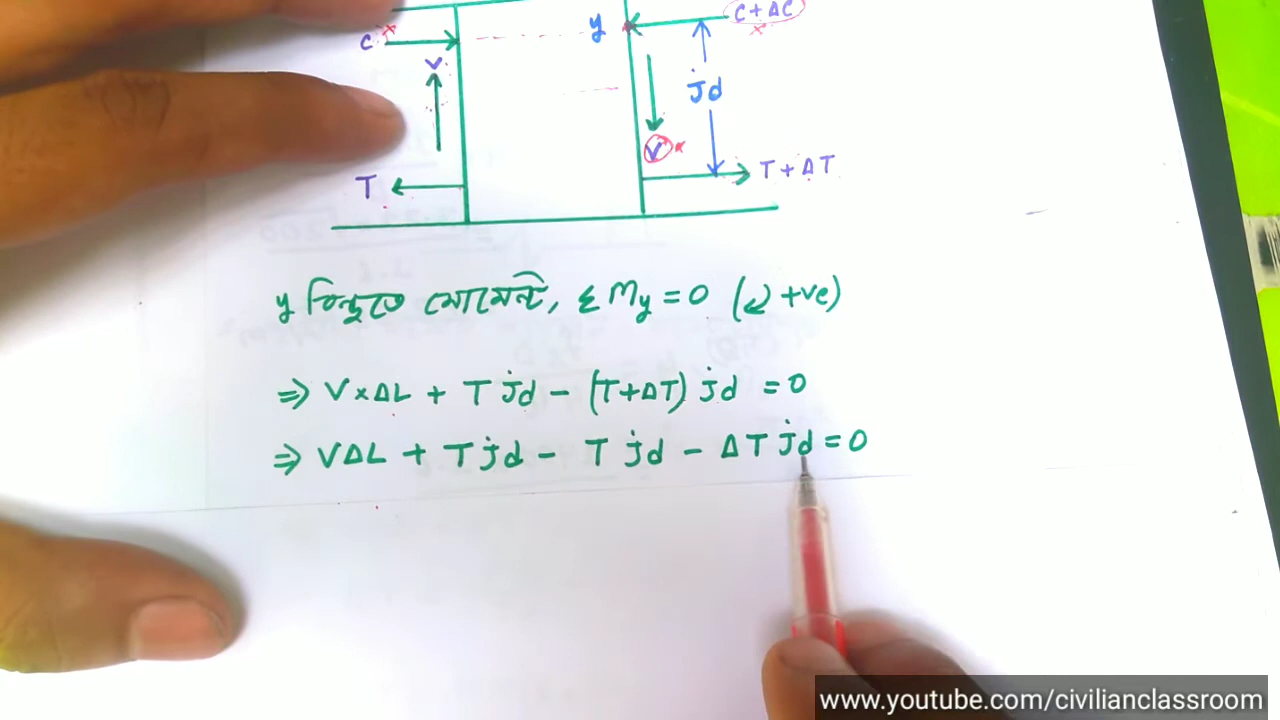 C + ΔC
y
C
V
jd
V
T + ΔT
T
y বিন্দুতে মোমেন্ট, Σ My = 0 (↻ +ve)
⇒ V×ΔL + T jd - (T+ΔT) jd = 0
⇒ VΔL + T jd - T jd - ΔT jd = 0
www.youtube.com/civilianclassroom